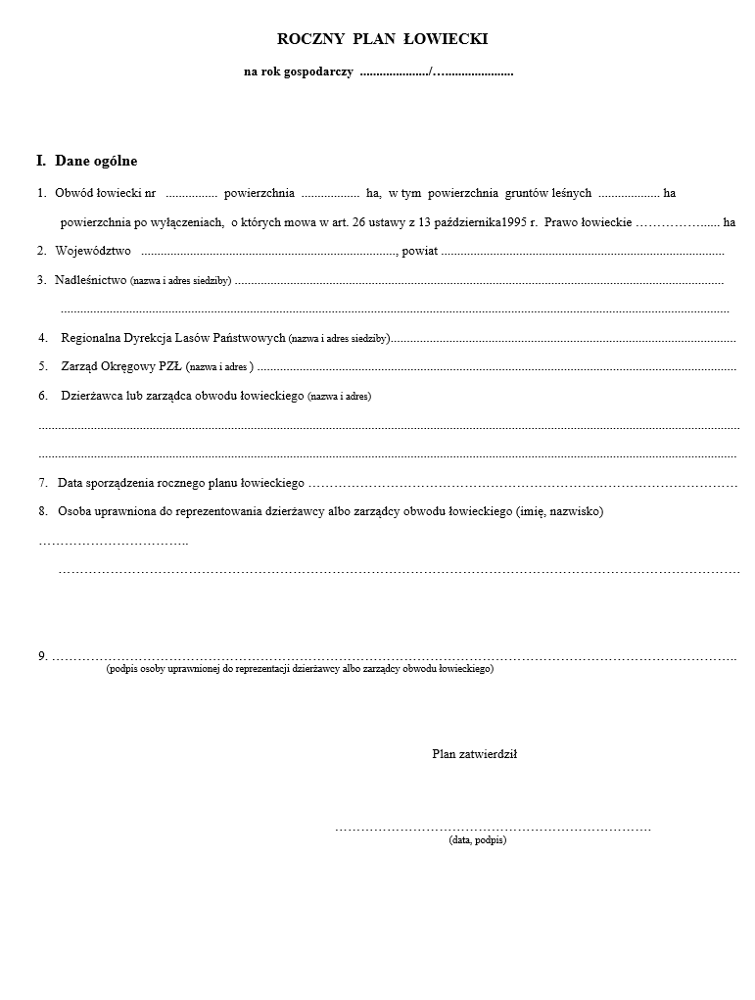 ROCZNY PLAN ŁOWIECKI
na rok gospodarczy ...................../….....................
I. Dane ogólne
1. Obwód łowiecki nr ................ powierzchnia .................. ha, w tym powierzchnia gruntów leśnych ................... ha
powierzchnia po wyłączeniach, o których mowa w art. 26 ustawy z 13 października1995 r. Prawo łowieckie ……………...... ha
2. Województwo .............................................................................., powiat .......................................................................................
3. Nadleśnictwo (nazwa i adres siedziby) ......................................................................................................................................................
.............................................................................................................................................................................................................
4. Regionalna Dyrekcja Lasów Państwowych (nazwa i adres siedziby)..........................................................................................................
5. Zarząd Okręgowy PZŁ (nazwa i adres ) ...................................................................................................................................................
6. Dzierżawca lub zarządca obwodu łowieckiego (nazwa i adres)
.......................................................................................................................................................................................................................
......................................................................................................................................................................................................................
7. Data sporządzenia rocznego planu łowieckiego ……………………………………………………………………………………
8. Osoba uprawniona do reprezentowania dzierżawcy albo zarządcy obwodu łowieckiego (imię, nazwisko)
……………………………..
…………………………………………………………………………………………………………………………………………
9. ………………………………………………………………………………………………………………………………………..
(podpis osoby uprawnionej do reprezentacji dzierżawcy albo zarządcy obwodu łowieckiego)
Plan zatwierdził
………………………………………………………………
(data, podpis)